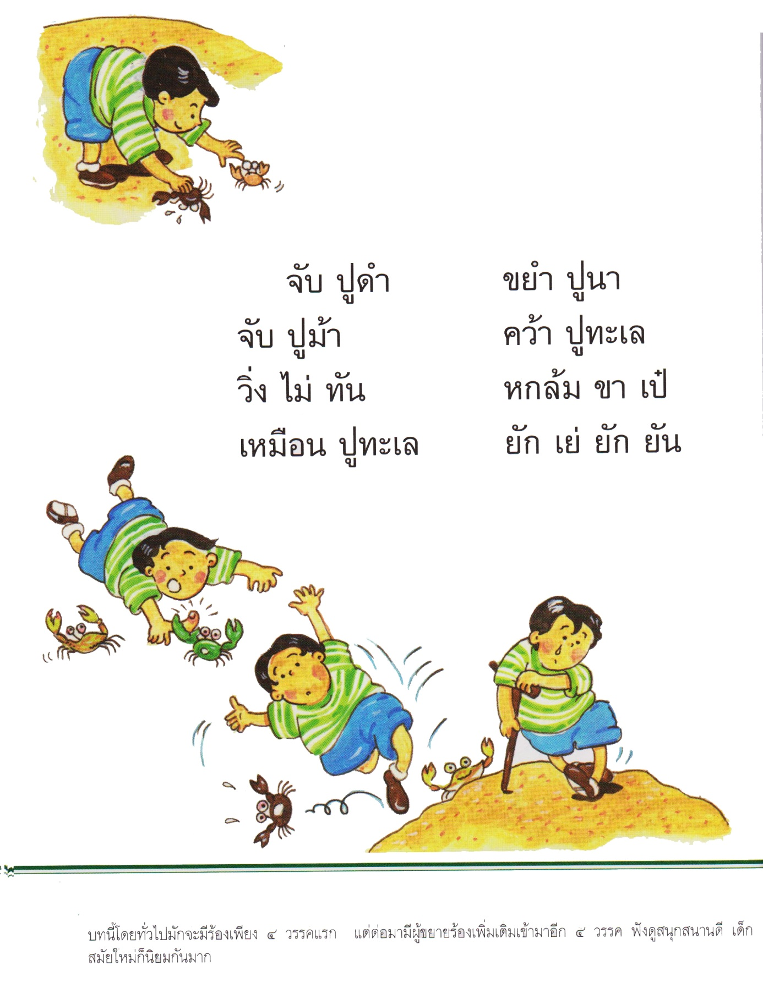 จับ ปูดำ ขยำ ปูนา
จับ ปูม้า คว้า ปูทะเล
วิ่ง ไม่ ทัน หกล้ม ขา เป๋
เหมือน ปูทะเล ยัก เย่ ยัก ยัน
บทนี้โดยทั่วไปมักจะมีร้องเพียง ๔ วรรคแรก แต่ต่อมามีผู้ขยายร้องเพิ่มเติมเข้ามาอีก ๔ วรรค ฟังดูสนุกสนานดี เด็ก
สมัยใหม่ก็นิยมกันมาก